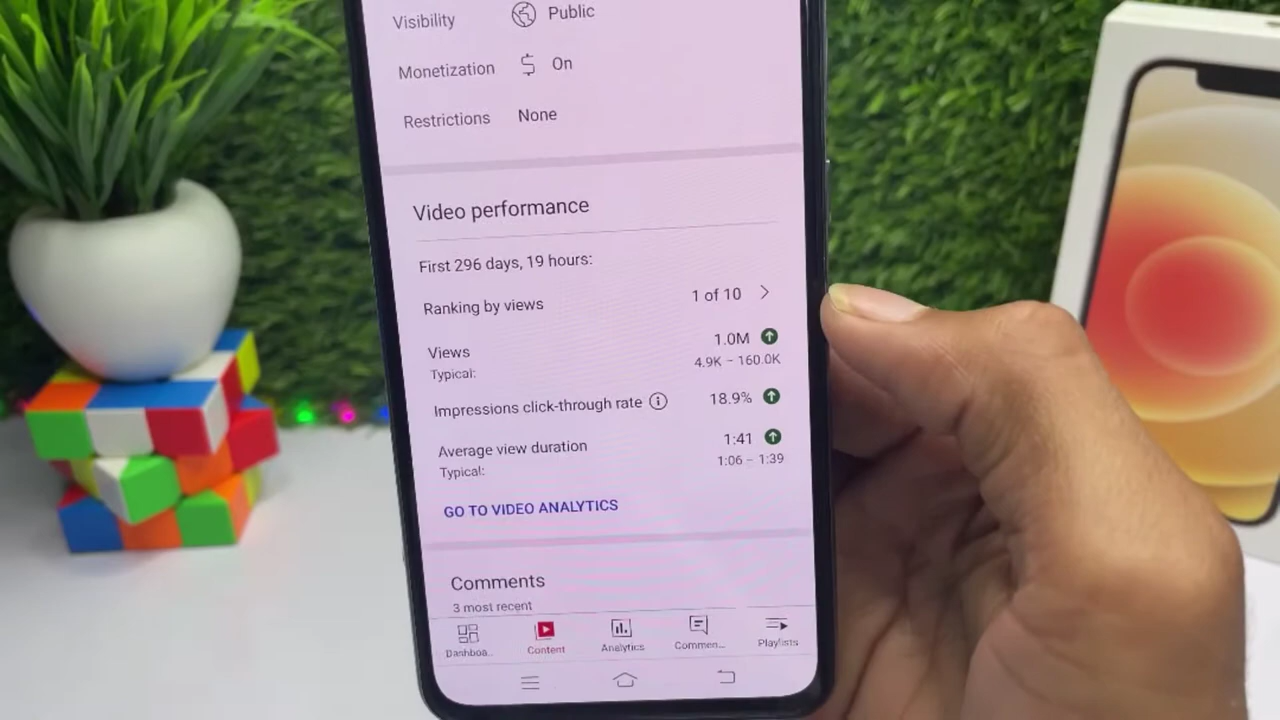 Visibility Public
Monetization On
Restrictions None
Video performance
First 296 days, 19 hours:
Ranking by views 1 of 10
Views 1.0M
Typical: 4.9K – 160.0K
Impressions click-through rate 18.9%
Average view duration 1:41
Typical: 1:06 – 1:39
GO TO VIDEO ANALYTICS
Comments
3 most recent
Dashboa... Content Analytics Commen... Playlists